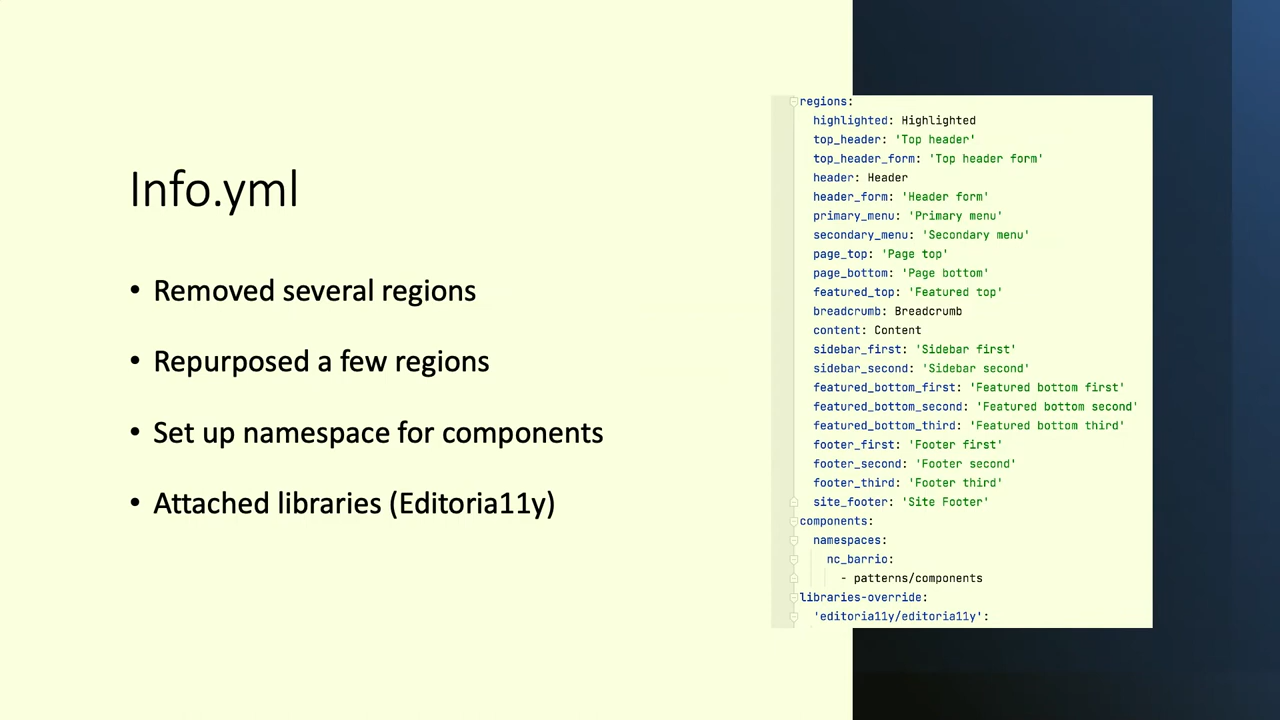 Info.yml
• Removed several regions
• Repurposed a few regions
• Set up namespace for components
• Attached libraries (Editoria11y)
regions:
highlighted: Highlighted
top_header: 'Top header'
top_header_form: 'Top header form'
header: Header
header_form: 'Header form'
primary_menu: 'Primary menu'
secondary_menu: 'Secondary menu'
page_top: 'Page top'
page_bottom: 'Page bottom'
featured_top: 'Featured top'
breadcrumb: Breadcrumb
content: Content
sidebar_first: 'Sidebar first'
sidebar_second: 'Sidebar second'
featured_bottom_first: 'Featured bottom first'
featured_bottom_second: 'Featured bottom second'
featured_bottom_third: 'Featured bottom third'
footer_first: 'Footer first'
footer_second: 'Footer second'
footer_third: 'Footer third'
site_footer: 'Site Footer'
components:
namespaces:
nc_barrio:
- patterns/components
libraries-override:
'editoria11y/editoria11y':